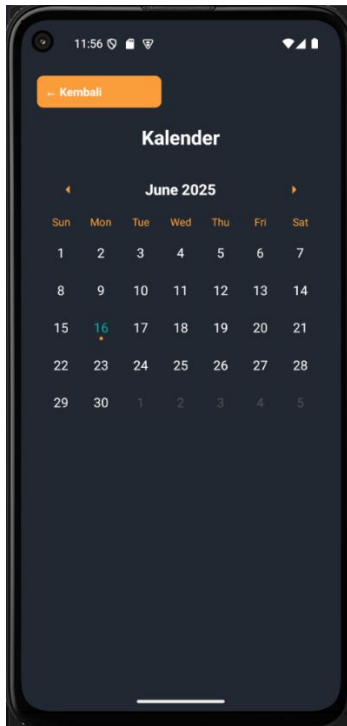 11:56
← Kembali
Kalender
June 2025
Sun Mon Tue Wed Thu Fri Sat
1 2 3 4 5 6 7
8 9 10 11 12 13 14
15 16 17 18 19 20 21
22 23 24 25 26 27 28
29 30 1 2 3 4 5